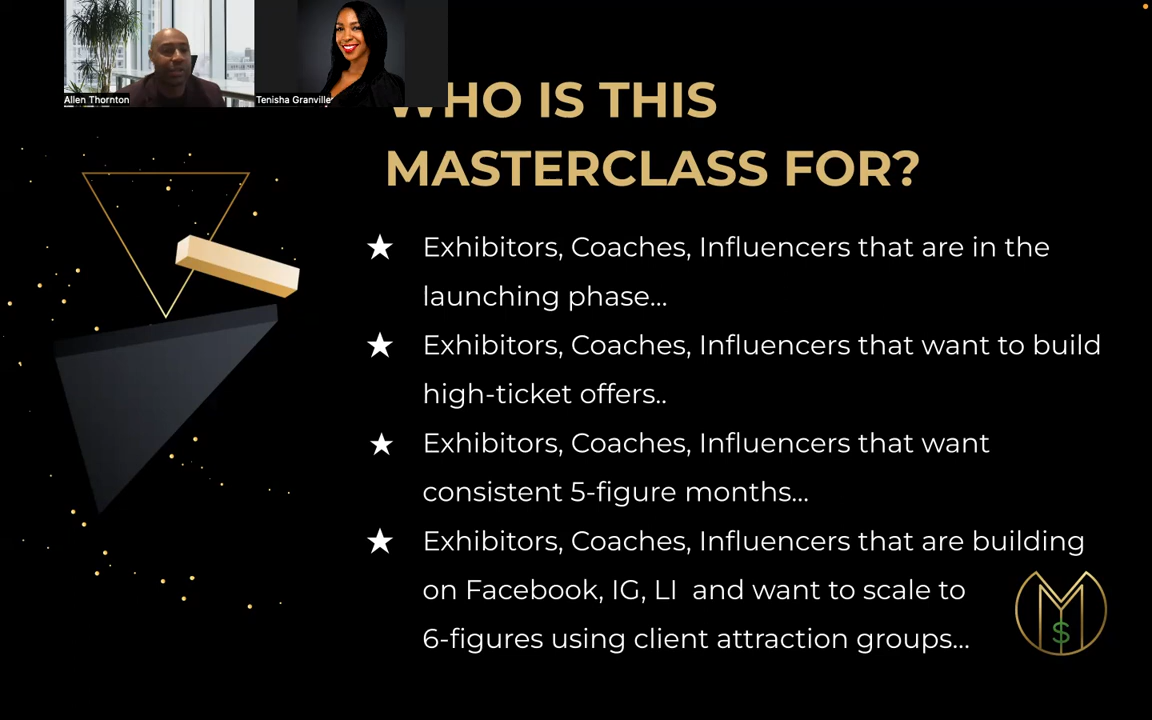 Allen Thornton
Tenisha Granville
WHO IS THIS
MASTERCLASS FOR?
★ Exhibitors, Coaches, Influencers that are in the
launching phase...
★ Exhibitors, Coaches, Influencers that want to build
high-ticket offers..
★ Exhibitors, Coaches, Influencers that want
consistent 5-figure months...
★ Exhibitors, Coaches, Influencers that are building
on Facebook, IG, LI  and want to scale to
6-figures using client attraction groups...
M
$